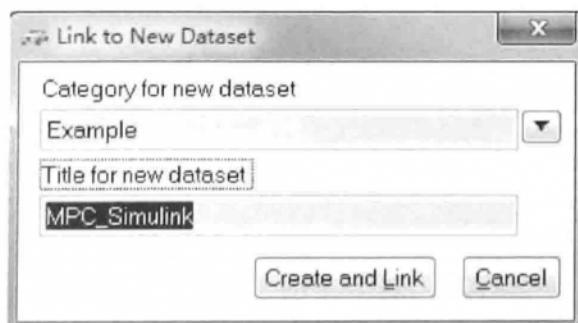 Link to New Dataset
Category for new dataset
Example
Title for new dataset
MPC_Simulink
Create and Link
Cancel